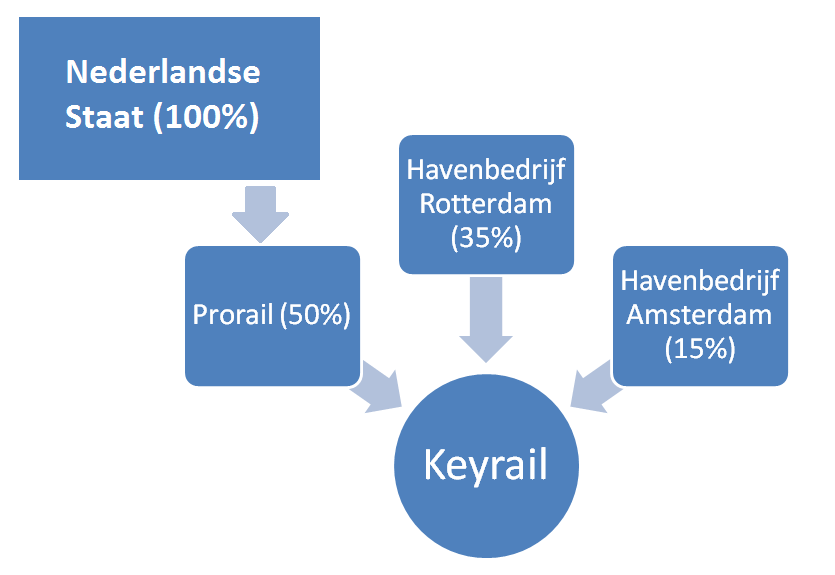 Nederlandse
Staat (100%)
Havenbedrijf
Rotterdam
(35%)
Prorail (50%)
Havenbedrijf
Amsterdam
(15%)
Keyrail